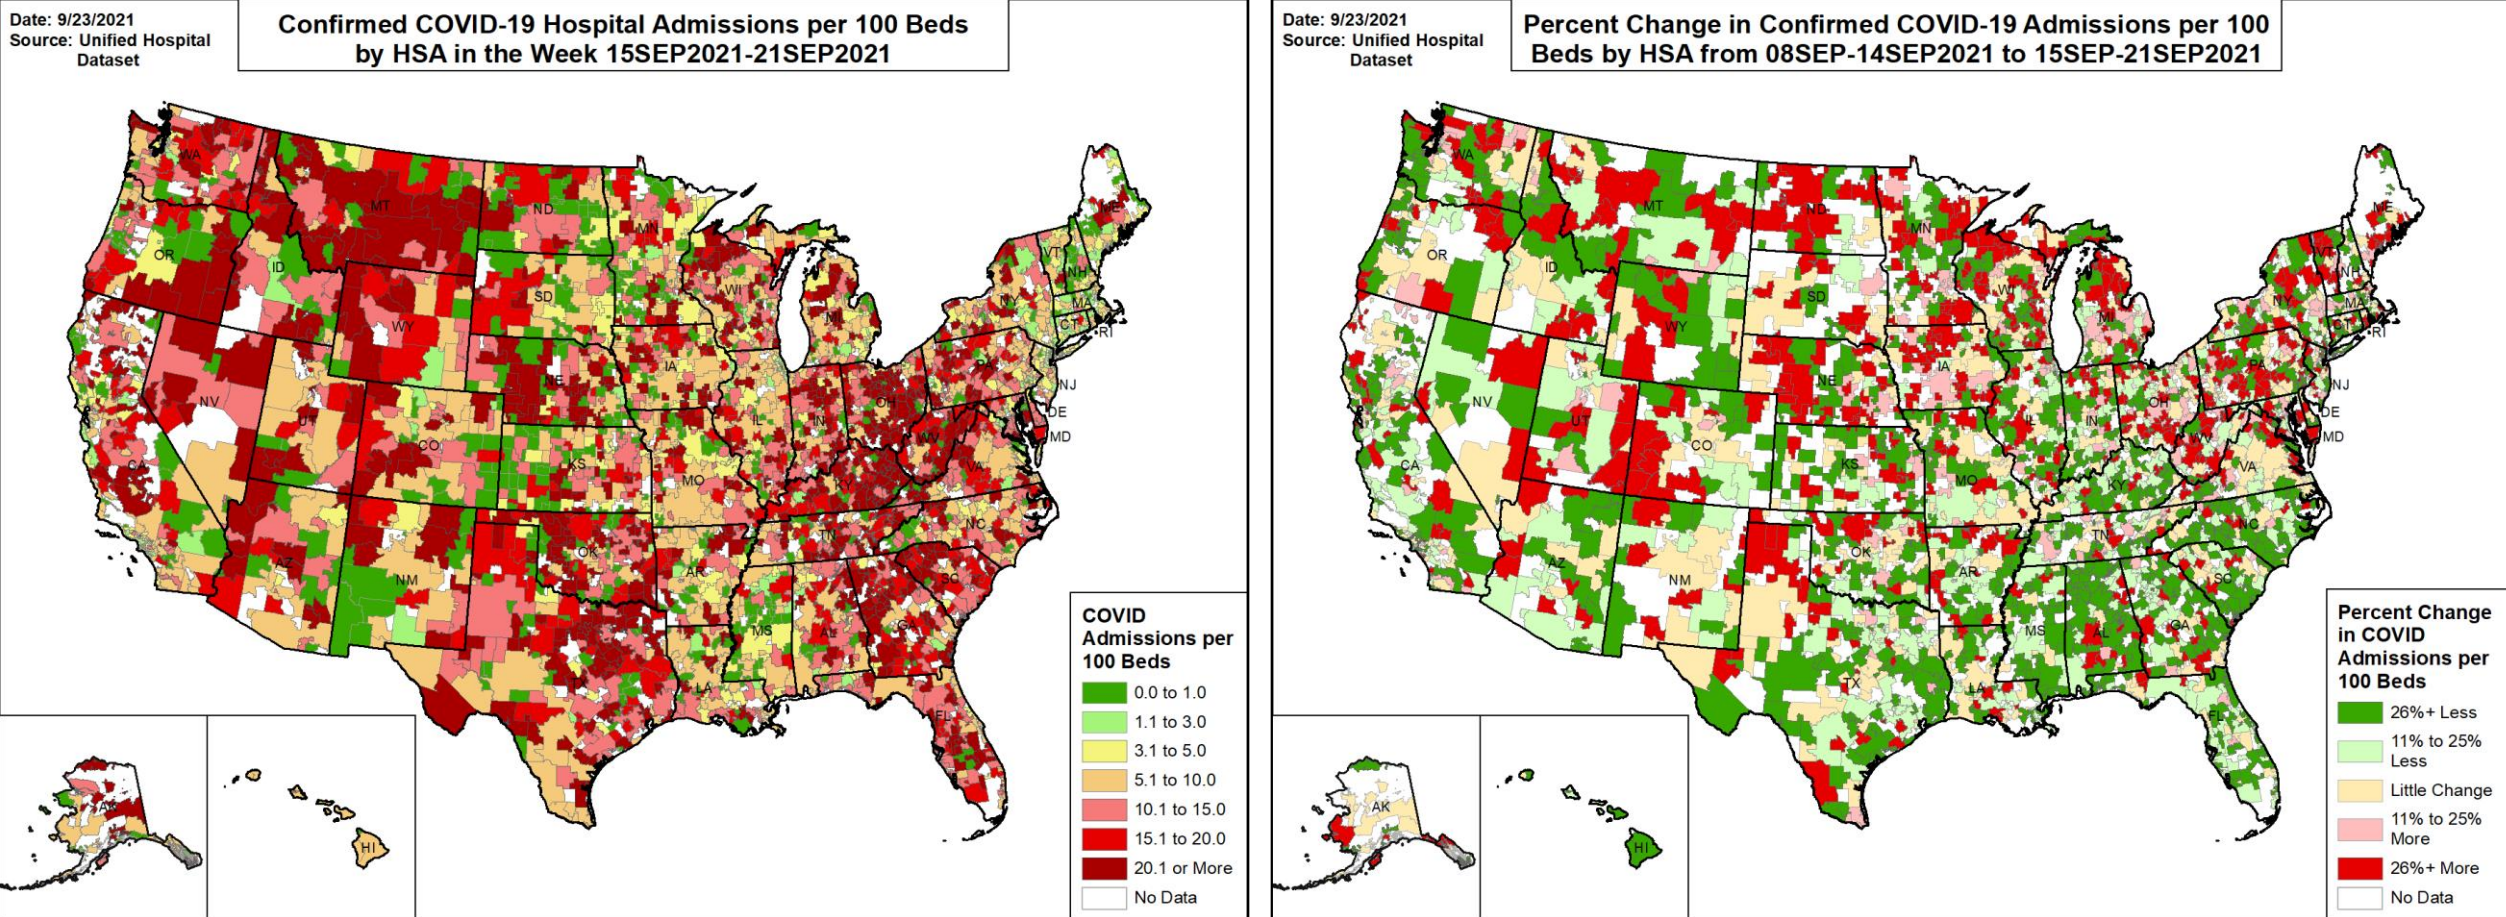 Date: 9/23/2021
Source: Unified Hospital
Dataset
Confirmed COVID-19 Hospital Admissions per 100 Beds
by HSA in the Week 15SEP2021-21SEP2021
WA
OR
ID
MT
WY
NV
UT
CA
AZ
NM
CO
ND
SD
NE
KS
OK
TX
MN
IA
MO
AR
LA
WI
IL
IN
MI
OH
KY
TN
MS
AL
GA
FL
SC
NC
VA
WV
PA
NY
VT
NH
ME
MA
CT
RI
NJ
DE
MD
AK
HI
COVID
Admissions per
100 Beds
0.0 to 1.0
1.1 to 3.0
3.1 to 5.0
5.1 to 10.0
10.1 to 15.0
15.1 to 20.0
20.1 or More
No Data
Date: 9/23/2021
Source: Unified Hospital
Dataset
Percent Change in Confirmed COVID-19 Admissions per 100
Beds by HSA from 08SEP-14SEP2021 to 15SEP-21SEP2021
WA
OR
ID
MT
WY
NV
UT
CA
AZ
NM
CO
ND
SD
NE
KS
OK
TX
MN
IA
MO
AR
LA
WI
IL
IN
MI
OH
KY
TN
MS
AL
GA
FL
SC
NC
VA
WV
PA
NY
VT
NH
ME
MA
CT
RI
NJ
DE
MD
AK
HI
Percent Change
in COVID
Admissions per
100 Beds
26%+ Less
11% to 25%
Less
Little Change
11% to 25%
More
26%+ More
No Data